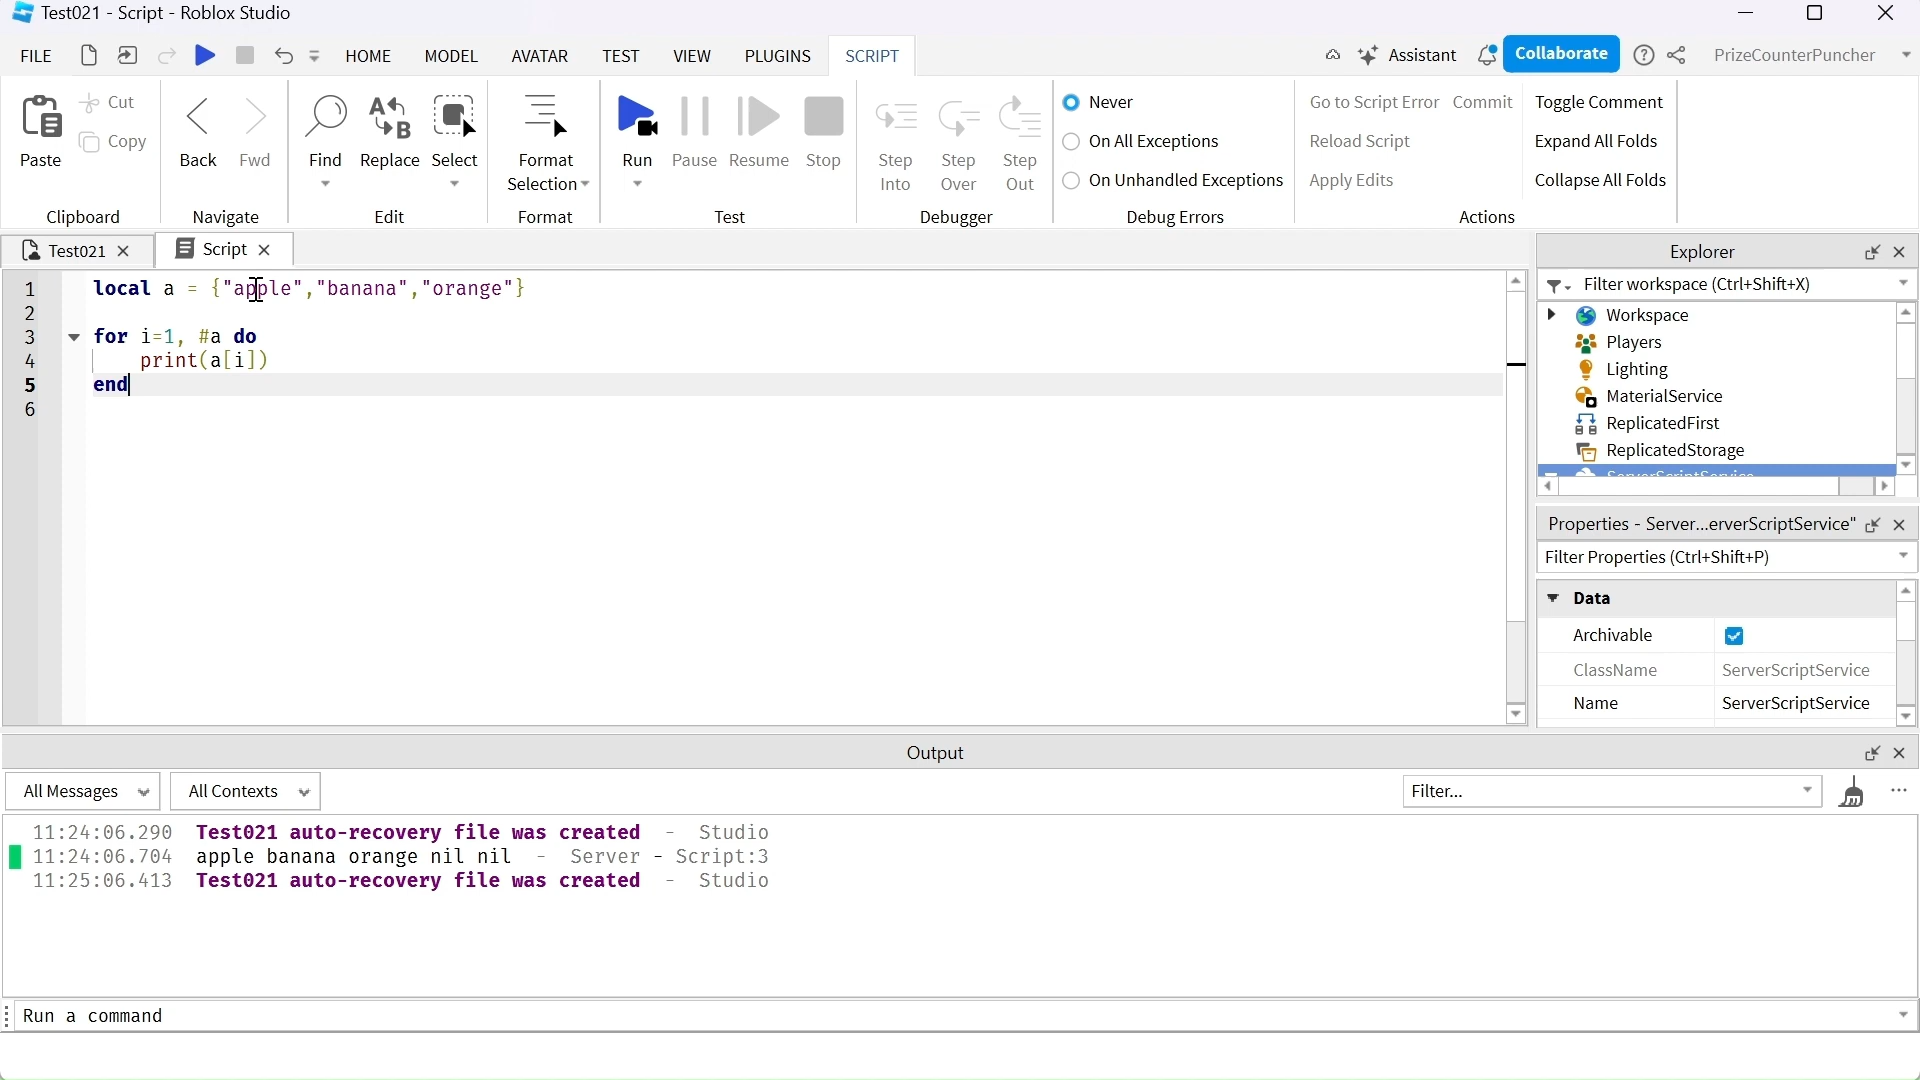 Test021 - Script - Roblox Studio
FILE HOME MODEL AVATAR TEST VIEW PLUGINS SCRIPT Assistant Collaborate PrizeCounterPuncher
Paste Cut Copy
Clipboard
Back Fwd
Navigate
Find Replace Select
Edit
Format Selection
Format
Run Pause Resume Stop
Test
Step Into Step Over Step Out
Debugger
Never
On All Exceptions
On Unhandled Exceptions
Debug Errors
Go to Script Error Commit Toggle Comment
Reload Script Expand All Folds
Apply Edits Collapse All Folds
Actions
Test021 Script
1 local a = {"apple","banana","orange"}
2
3 for i=1, #a do
4 print(a[i])
5 end
6
Explorer
Filter workspace (Ctrl+Shift+X)
Workspace
Players
Lighting
MaterialService
ReplicatedFirst
ReplicatedStorage
ServerScriptService
Properties - Server...erverScriptService"
Filter Properties (Ctrl+Shift+P)
Data
Archivable
ClassName ServerScriptService
Name ServerScriptService
Output
All Messages All Contexts Filter...
11:24:06.290 Test021 auto-recovery file was created - Studio
11:24:06.704 apple banana orange nil nil - Server - Script:3
11:25:06.413 Test021 auto-recovery file was created - Studio
Run a command